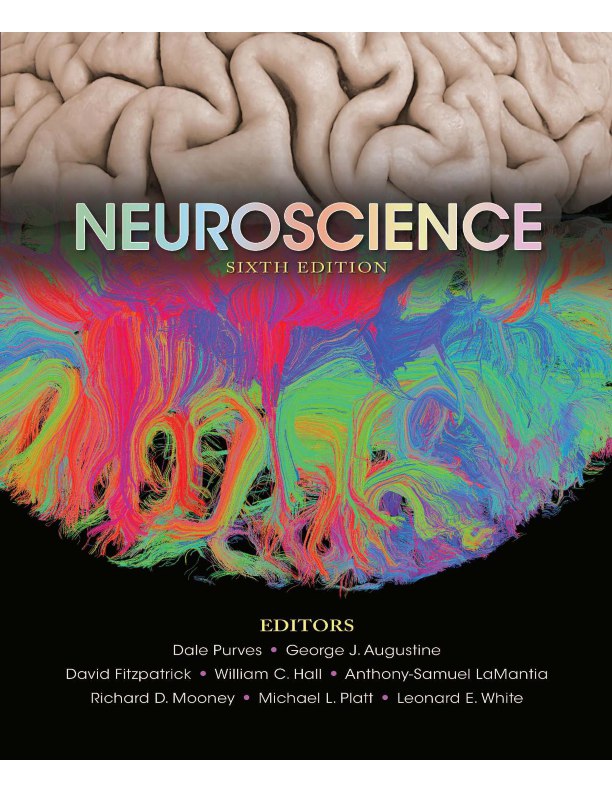 NEUROSCIENCE
SIXTH EDITION
EDITORS
Dale Purves • George J. Augustine
David Fitzpatrick • William C. Hall • Anthony-Samuel LaMantia
Richard D. Mooney • Michael L. Platt • Leonard E. White